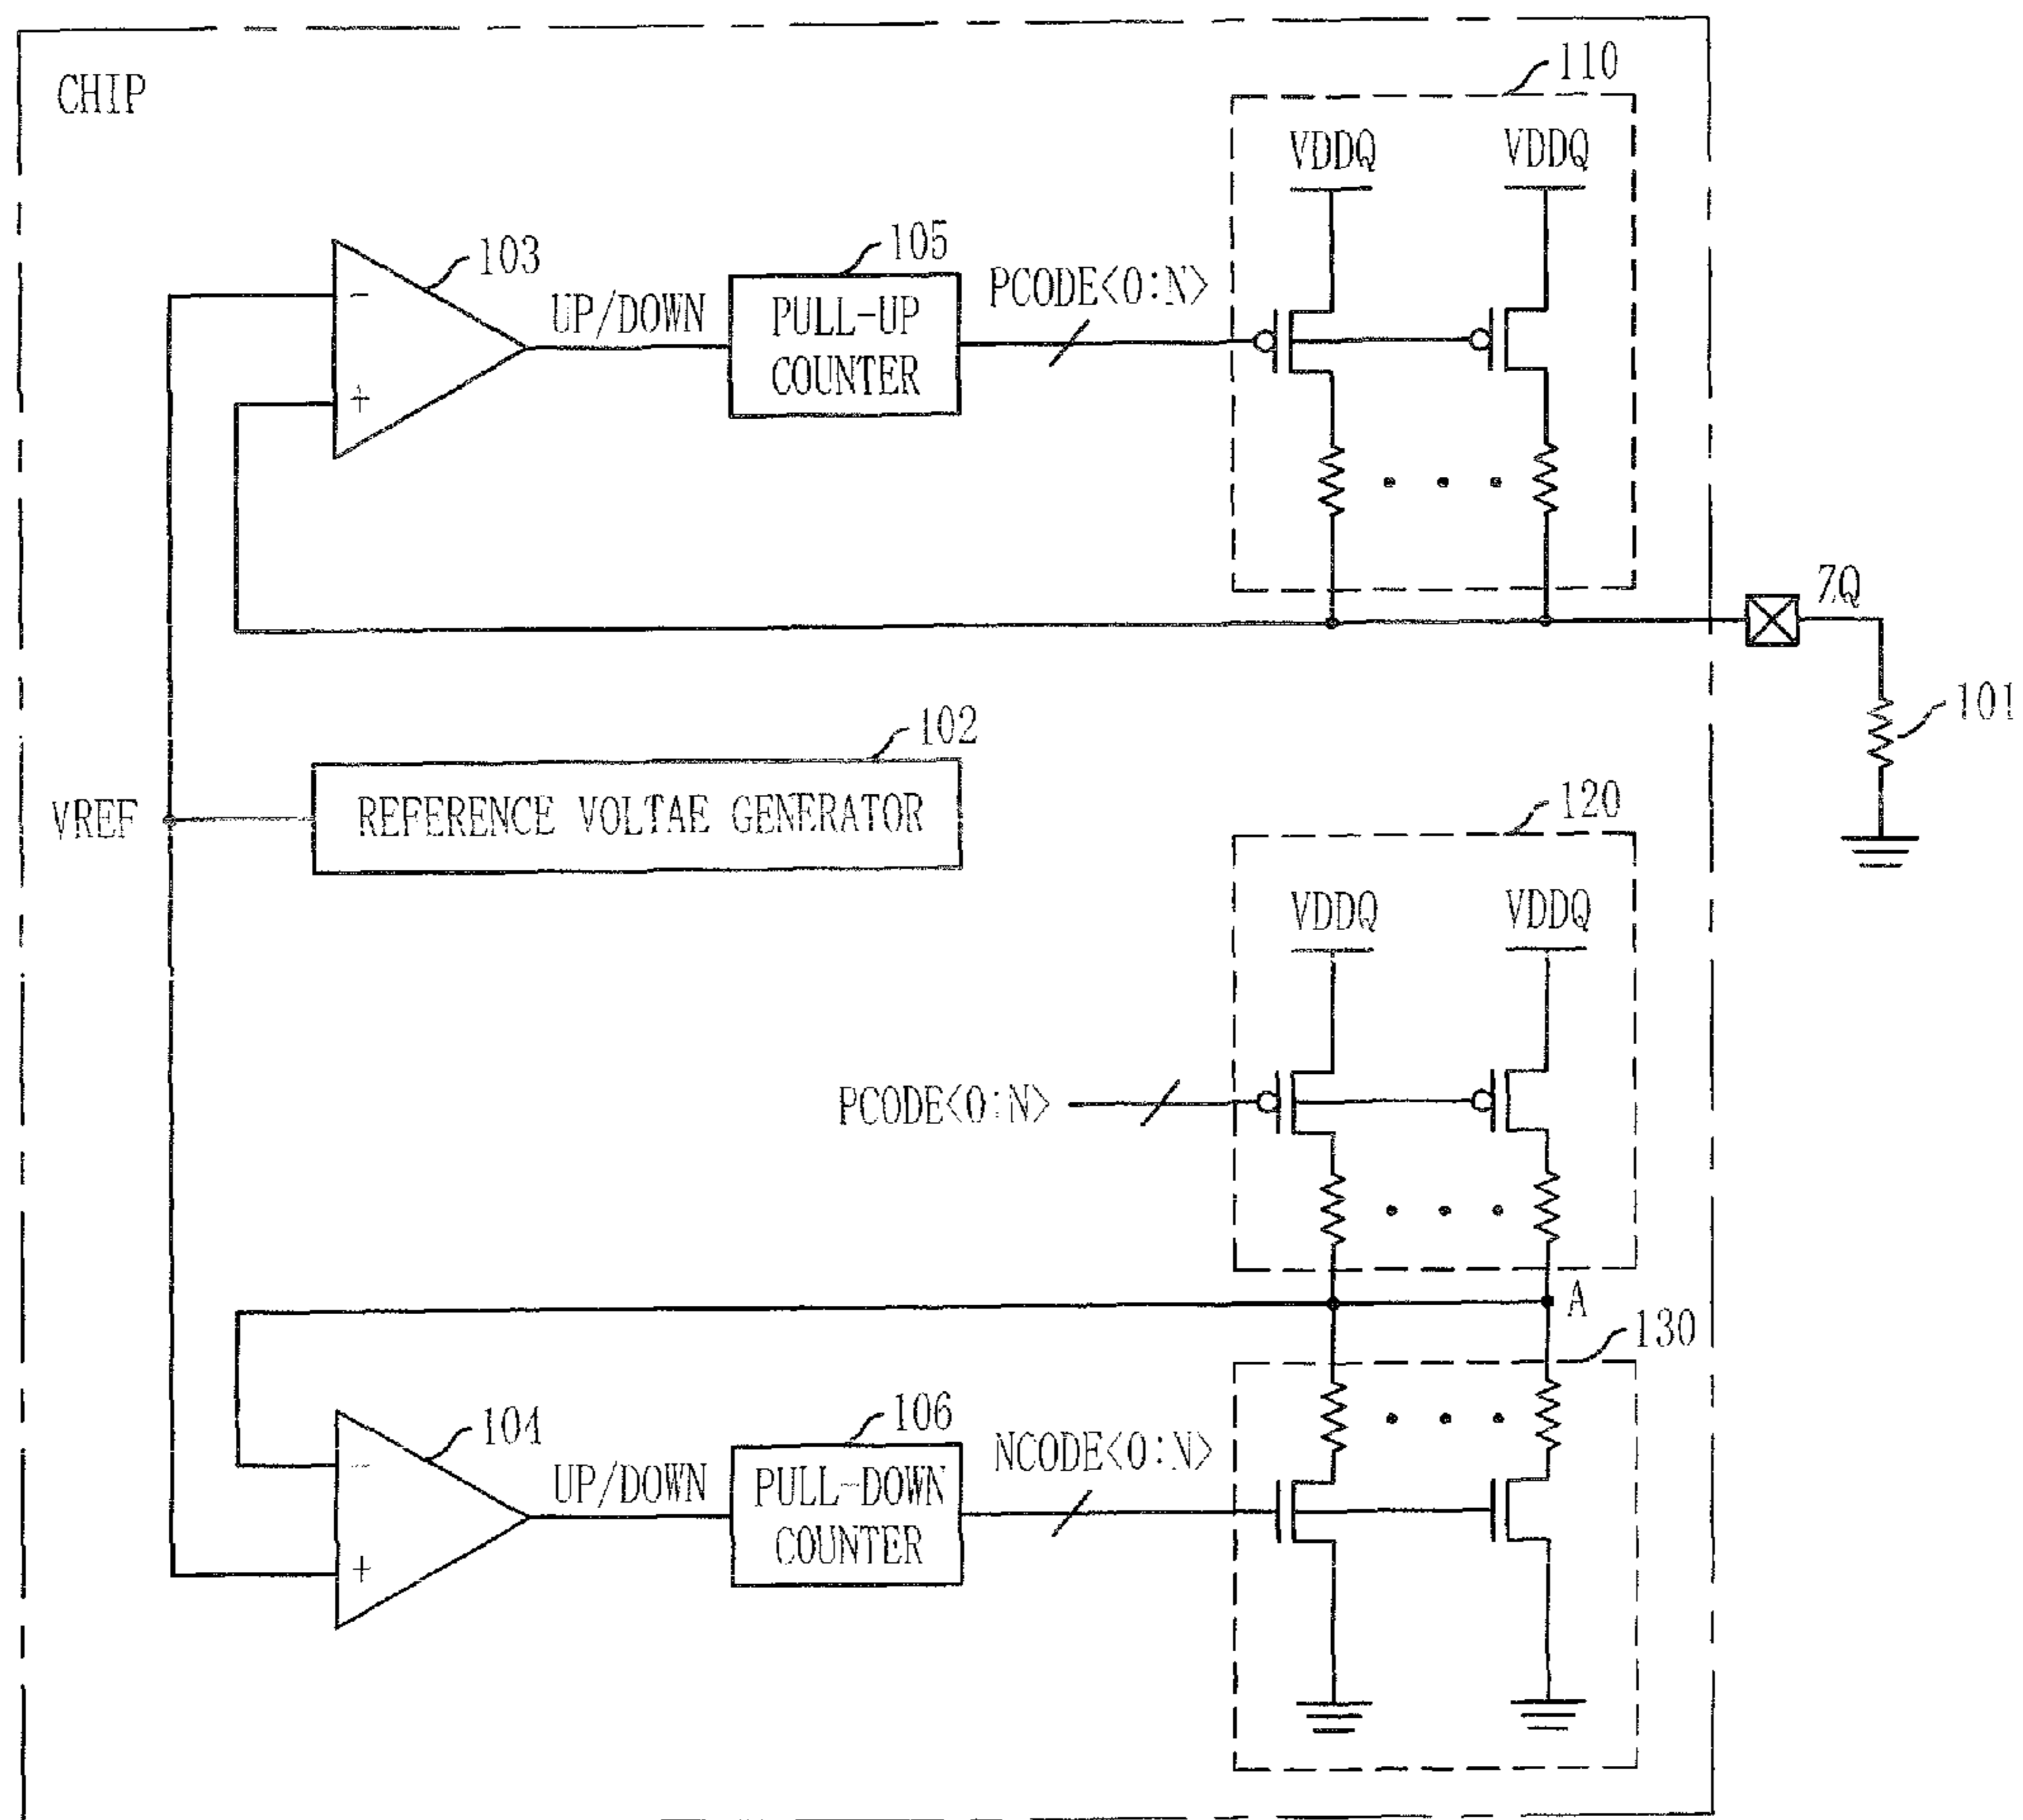 CHIP
110
VDDQ VDDQ
103
-
+
UP/DOWN
105
PULL-UP
COUNTER
PCODE<0:N>
ZQ
101
102
VREF
REFERENCE VOLTAE GENERATOR
120
VDDQ VDDQ
PCODE<0:N>
A
130
104
-
+
UP/DOWN
106
PULL-DOWN
COUNTER
NCODE<0:N>